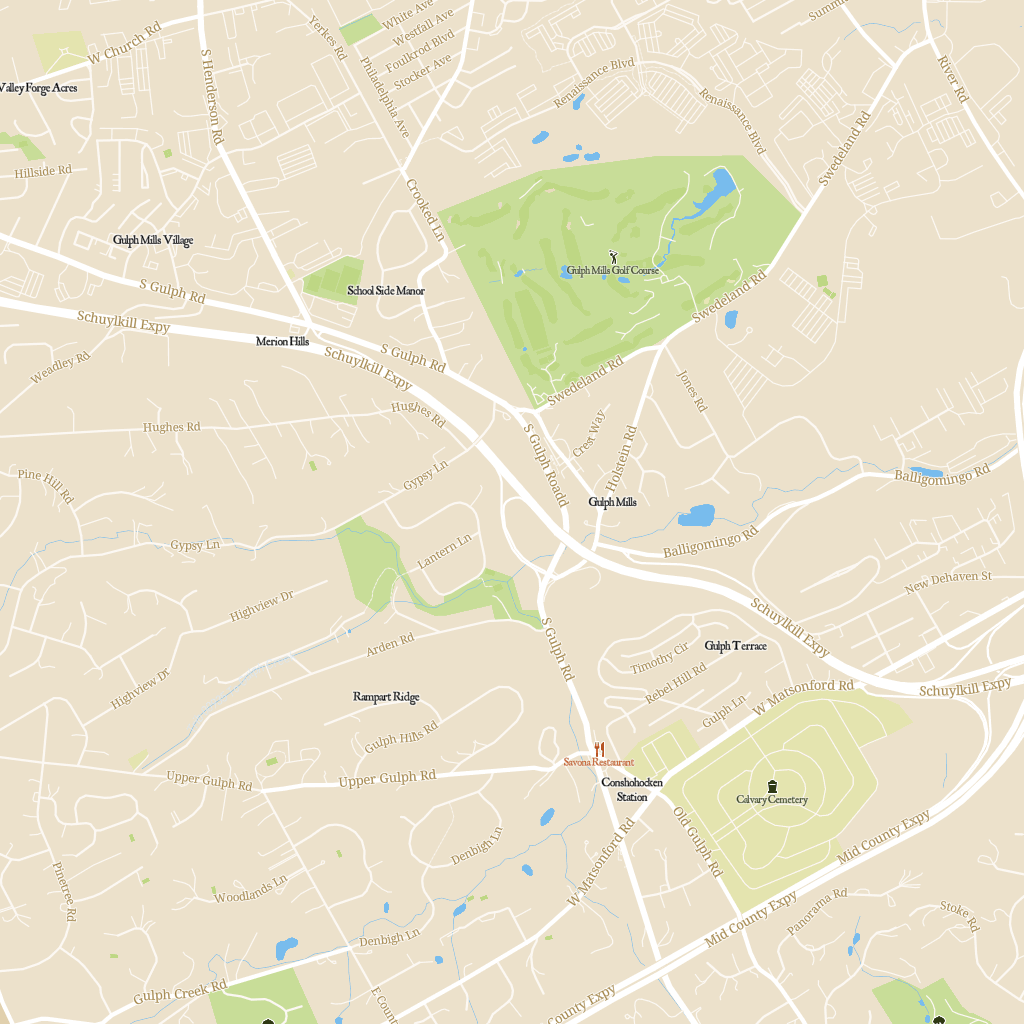 White Ave
Westfall Ave
Foulkrod Blvd
Stocker Ave
Yerkes Rd
Philadelphia Ave
W Church Rd
S Henderson Rd
Summit
River Rd
Renaissance Blvd
Renaissance Blvd
Swedeland Rd
Valley Forge Acres
Hillside Rd
Crooked Ln
Gulph Mills Village
Gulph Mills Golf Course
School Side Manor
S Gulph Rd
Swedeland Rd
Schuylkill Expy
Merion Hills
Schuylkill Expy
S Gulph Rd
Weadley Rd
Swedeland Rd
Jones Rd
Hughes Rd
Hughes Rd
Crest Way
Holstein Rd
S Gulph Roadd
Gypsy Ln
Pine Hill Rd
Balligomingo Rd
Gulph Mills
Balligomingo Rd
Gypsy Ln
Lantern Ln
New Dehaven St
Highview Dr
Schuylkill Expy
S Gulph Rd
Arden Rd
Timothy Cir
Gulph Terrace
Rebel Hill Rd
Highview Dr
Rampart Ridge
W Matsonford Rd
Schuylkill Expy
Gulph Ln
Gulph Hills Rd
Savona Restaurant
Upper Gulph Rd
Upper Gulph Rd
Conshohocken
Station
Calvary Cemetery
Old Gulph Rd
Mid County Expy
Denbigh Ln
W Matsonford Rd
Woodlands Ln
Pinetree Rd
Mid County Expy
Panorama Rd
Stoke Rd
Denbigh Ln
Gulph Creek Rd
E Count
County Expy